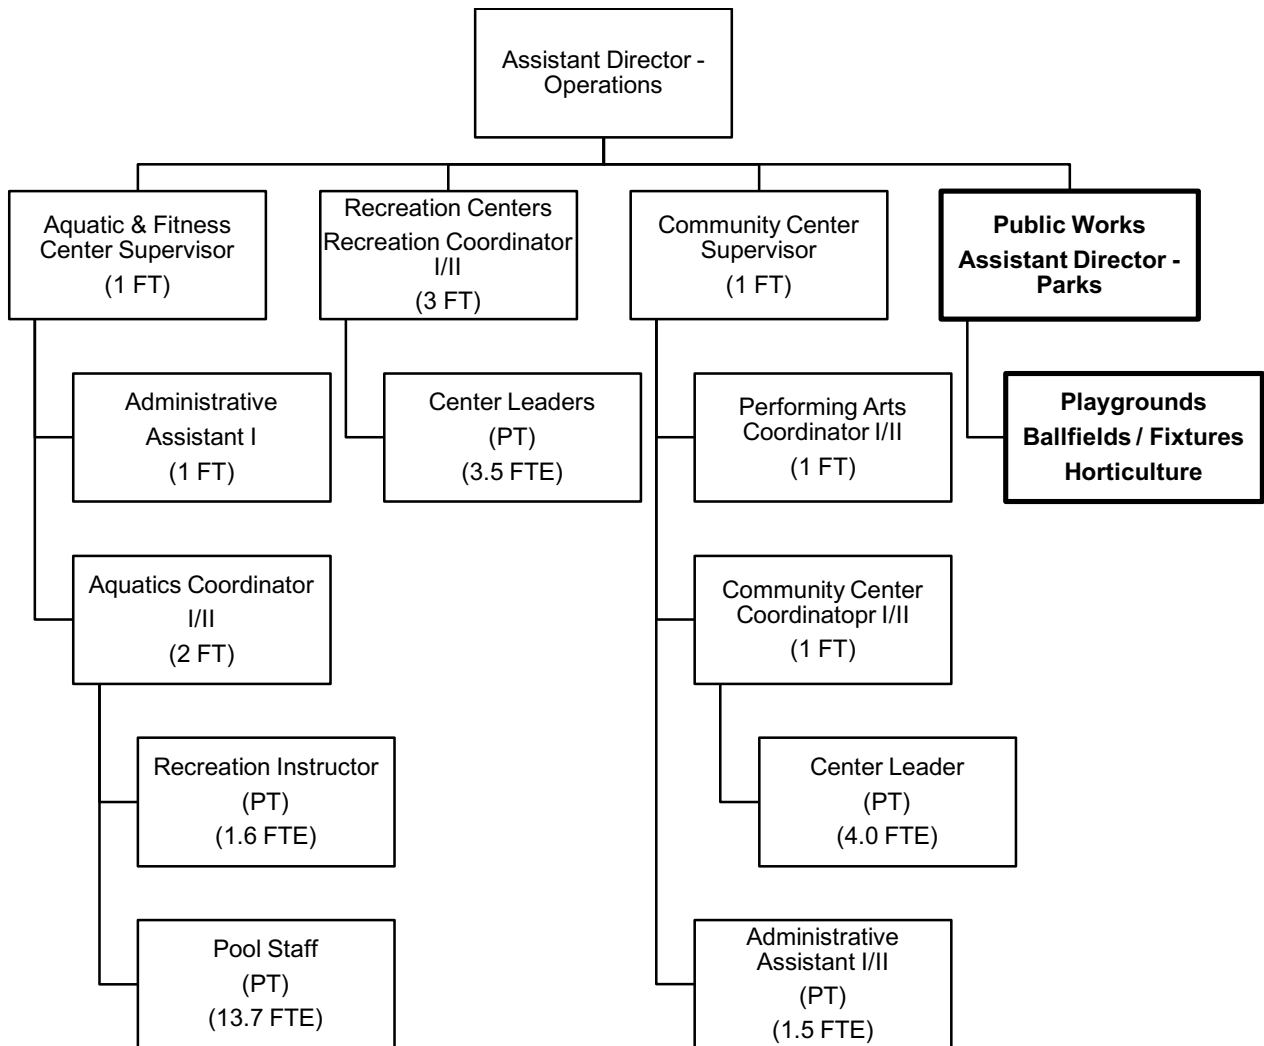 Assistant Director -
Operations
Aquatic & Fitness
Center Supervisor
(1 FT)
Recreation Centers
Recreation Coordinator
I/II
(3 FT)
Community Center
Supervisor
(1 FT)
Public Works
Assistant Director -
Parks
Administrative
Assistant I
(1 FT)
Center Leaders
(PT)
(3.5 FTE)
Performing Arts
Coordinator I/II
(1 FT)
Playgrounds
Ballfields / Fixtures
Horticulture
Aquatics Coordinator
I/II
(2 FT)
Community Center
Coordinatopr I/II
(1 FT)
Recreation Instructor
(PT)
(1.6 FTE)
Center Leader
(PT)
(4.0 FTE)
Pool Staff
(PT)
(13.7 FTE)
Administrative
Assistant I/II
(PT)
(1.5 FTE)